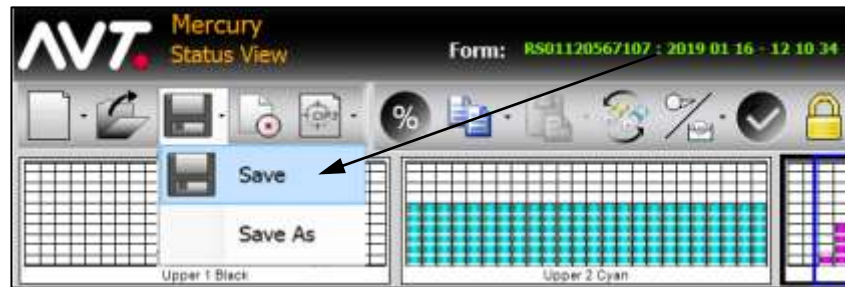 AVT
Mercury
Status View
Form: RS01120567107 : 2019 01 16 - 12 10 34
CIP3
%
Save
Save As
Upper 1 Black
Upper 2 Cyan